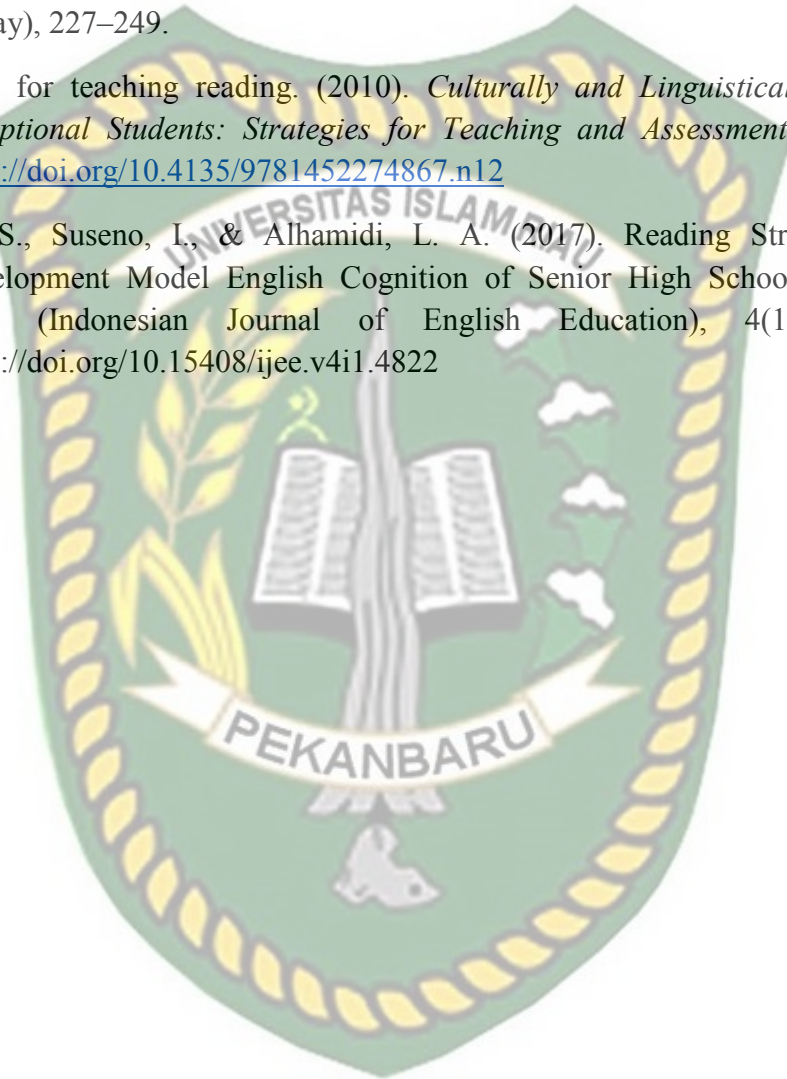 ay), 227–249.
for teaching reading. (2010). Culturally and Linguistical
ptional Students: Strategies for Teaching and Assessment
://doi.org/10.4135/9781452274867.n12
UNIVERSITAS ISLAM RIAU
S., Suseno, I., & Alhamidi, L. A. (2017). Reading Str
elopment Model English Cognition of Senior High Schoo
(Indonesian Journal of English Education), 4(1
://doi.org/10.15408/ijee.v4i1.4822
PEKANBARU